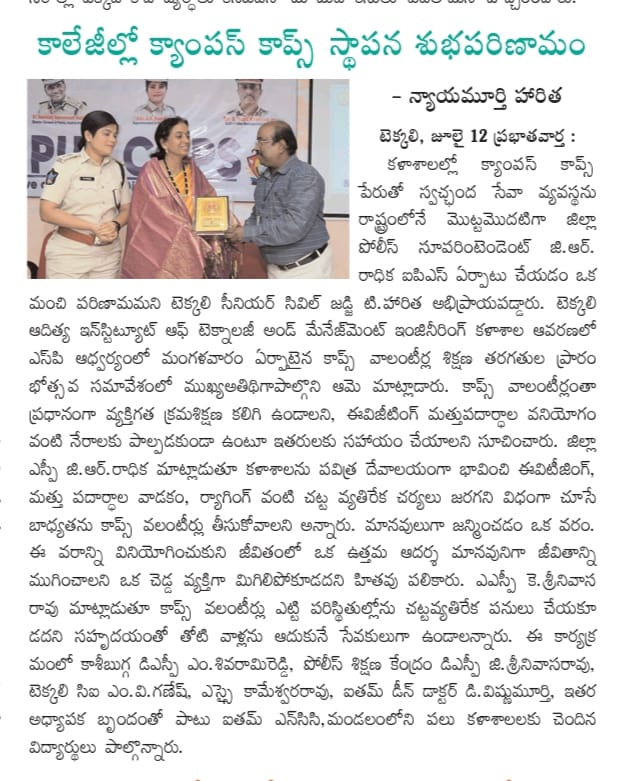 కాలేజీల్లో క్యాంపస్ కాప్స్ స్థాపన శుభపరిణామం
– న్యాయమూర్తి హారిత
టెక్కలి, జూలై 12 ప్రభాతవార్త :
కళాశాలల్లో క్యాంపస్ కాప్స్
పేరుతో స్వచ్ఛంద సేవా వ్యవస్థను
రాష్ట్రంలోనే మొట్టమొదటిగా జిల్లా
పోలీస్ సూపరింటెండెంట్ జి.ఆర్.
రాధిక ఐపిఎస్ ఏర్పాటు చేయడం ఒక
మంచి పరిణామమని టెక్కలి సీనియర్ సివిల్ జడ్జి టి.హారిత అభిప్రాయపడ్డారు. టెక్కలి
ఆదిత్య ఇన్‌స్టిట్యూట్ ఆఫ్ టెక్నాలజీ అండ్ మేనేజ్‌మెంట్ ఇంజినీరింగ్ కళాశాల ఆవరణలో
ఎస్‌పి ఆధ్వర్యంలో మంగళవారం ఏర్పాటైన కాప్స్ వాలంటీర్ల శిక్షణ తరగతుల ప్రారం
భోత్సవ సమావేశంలో ముఖ్యఅతిథిగాపాల్గొని ఆమె మాట్లాడారు. కాప్స్ వాలంటీర్లంతా
ప్రధానంగా వ్యక్తిగత క్రమశిక్షణ కలిగి ఉండాలని, ఈవిజీటింగ్ మత్తుపదార్ధాల వనియోగం
వంటి నేరాలకు పాల్పడకుండా ఉంటూ ఇతరులకు సహాయం చేయాలని సూచించారు. జిల్లా
ఎస్పీ జి.ఆర్.రాధిక మాట్లాడుతూ కళాశాలను పవిత్ర దేవాలయంగా భావించి ఈవిటీజింగ్,
మత్తు పదార్ధాల వాడకం, ర్యాగింగ్ వంటి చట్ట వ్యతిరేక చర్యలు జరగని విధంగా చూసే
బాధ్యతను కాప్స్ వలంటీర్లు తీసుకోవాలని అన్నారు. మానవులుగా జన్మించడం ఒక వరం.
ఈ వరాన్ని వినియోగించుకుని జీవితంలో ఒక ఉత్తమ ఆదర్శ మానవునిగా జీవితాన్ని
ముగించాలని ఒక చెడ్డ వ్యక్తిగా మిగిలిపోకూడదని హితవు పలికారు. ఎఎస్పీ కె.శ్రీనివాస
రావు మాట్లాడుతూ కాప్స్ వలంటీర్లు ఎట్టి పరిస్థితుల్లోను చట్టవ్యతిరేక పనులు చేయకూ
డదని సహృదయంతో తోటి వాళ్లను ఆదుకునే సేవకులుగా ఉండాలన్నారు. ఈ కార్యక్ర
మంలో కాశీబుగ్గ డిఎస్పీ ఎం.శివరామిరెడ్డి, పోలీస్ శిక్షణ కేంద్రం డిఎస్పీ జి.శ్రీనివాసరావు,
టెక్కలి సిఐ ఎం.వి.గణేష్, ఎస్సై కామేశ్వరరావు, ఐతమ్ డీన్ డాక్టర్ డి.విష్ణుమూర్తి, ఇతర
అధ్యాపక బృందంతో పాటు ఐతమ్ ఎన్‌సిసి,మండలంలోని పలు కళాశాలలకు చెందిన
విద్యార్థులు పాల్గొన్నారు.